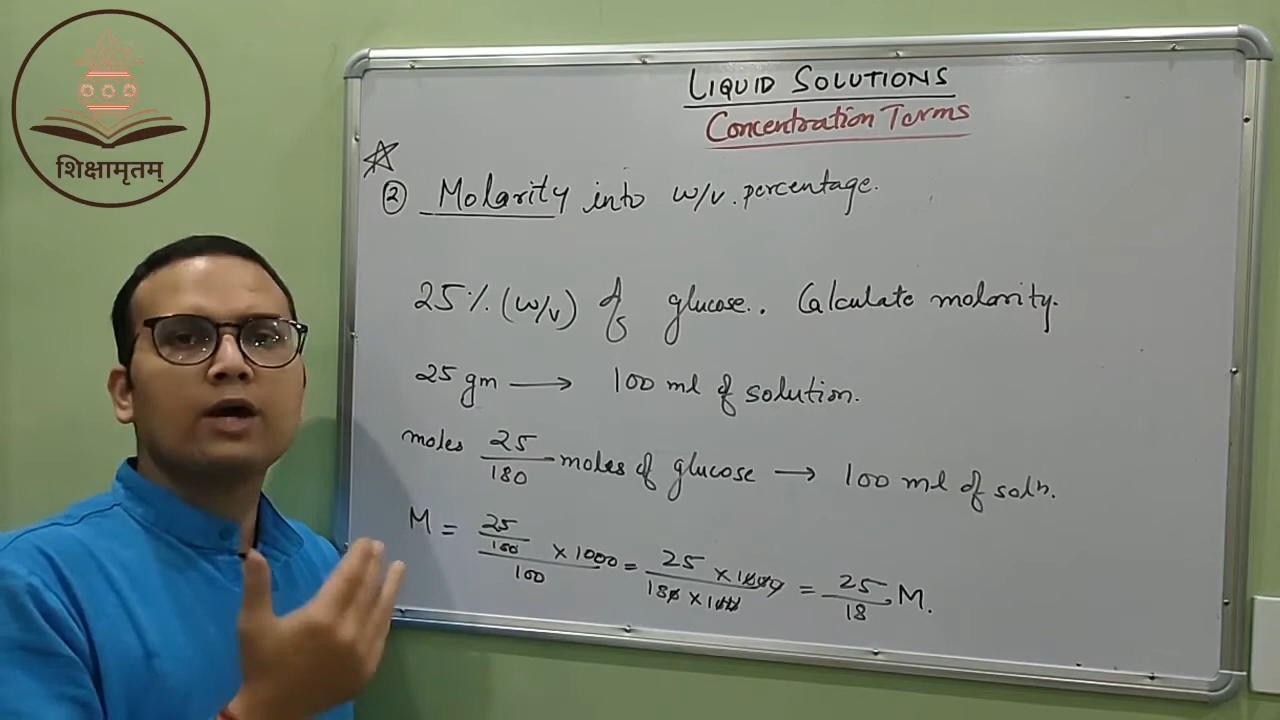 शिक्षामृतम्
LIQUID SOLUTIONS
Concentration Terms
② Molarity into w/v. percentage.
25% (w/v) of glucose. Calculate molarity.
25 gm ⟶ 100 ml of solution.
moles 25/180 moles of glucose → 100 ml of solⁿ.
M = (25/180)/100 × 1000 = (25 × 1000)/(180 × 100) = 25/18 M.